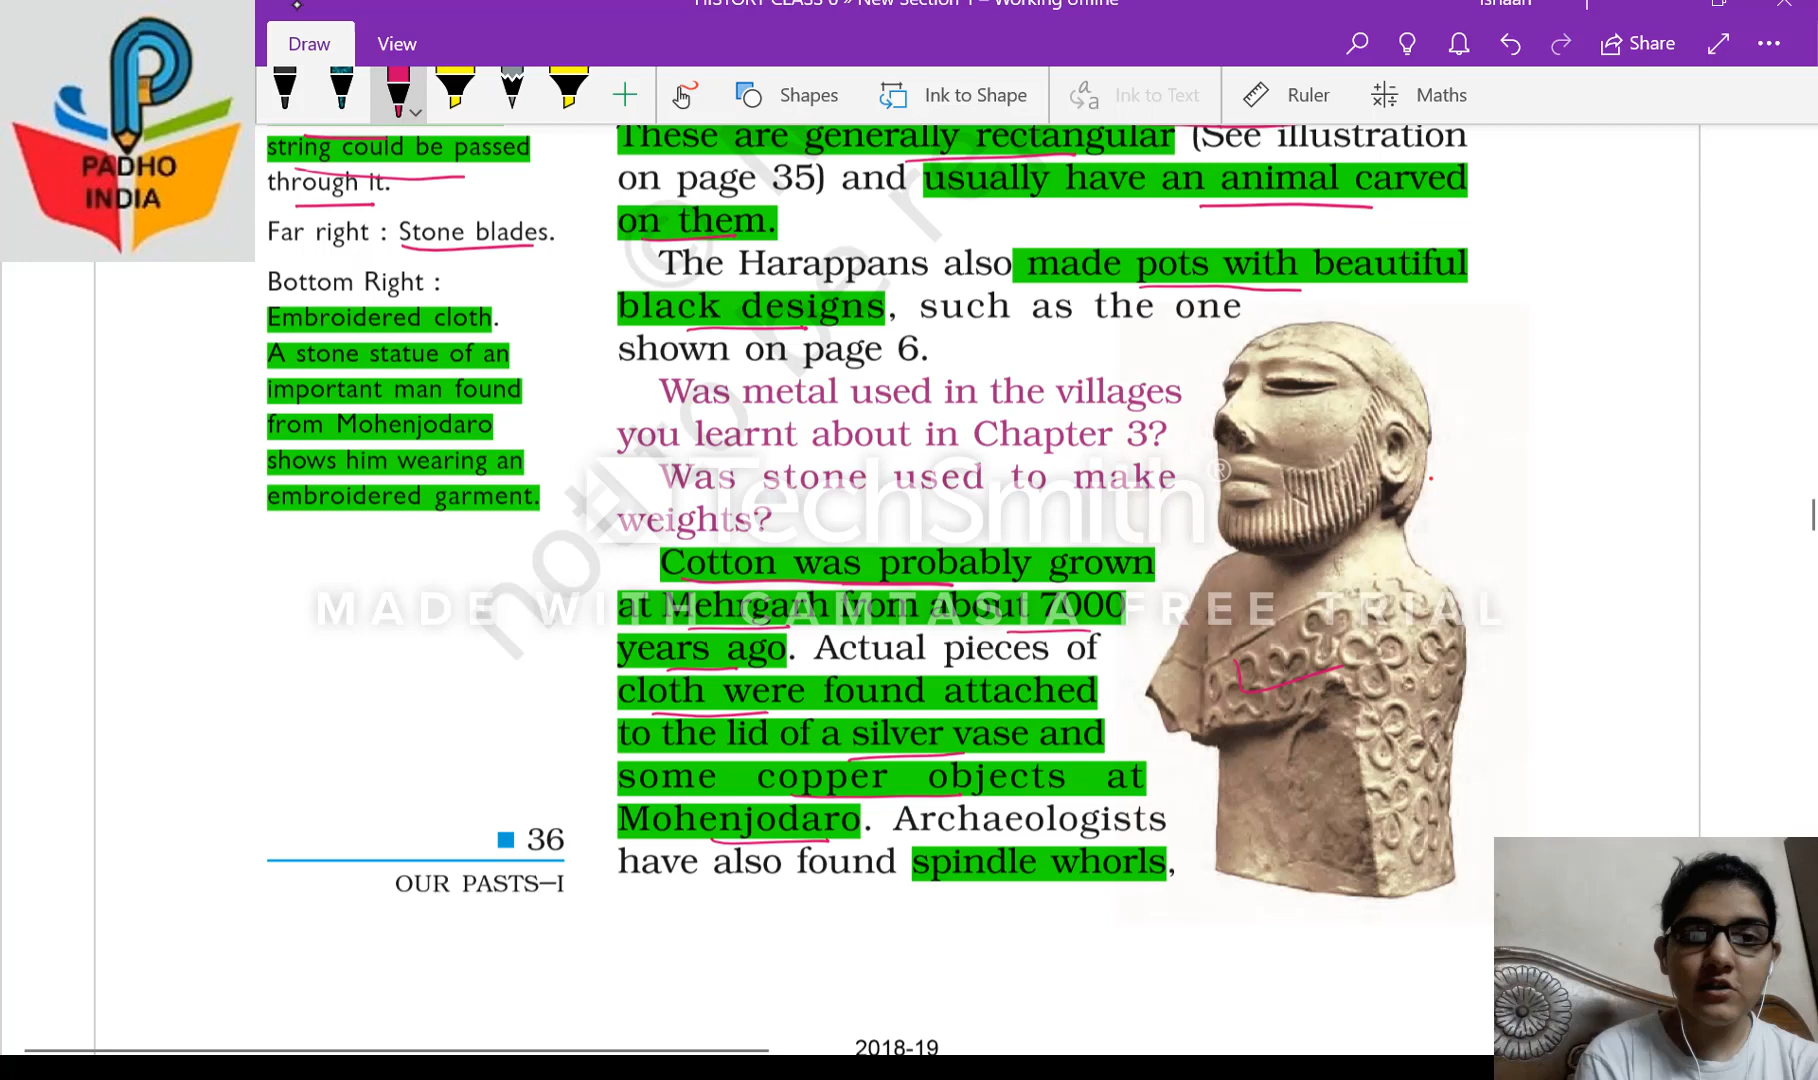 HISTORY CLASS 6 » New Section 1 – Working offline
Ishaan
Draw
View
Share
Shapes
Ink to Shape
Ink to Text
Ruler
Maths
PADHO
INDIA
string could be passed
through it.
Far right : Stone blades.
Bottom Right :
Embroidered cloth.
A stone statue of an
important man found
from Mohenjodaro
shows him wearing an
embroidered garment.
36
OUR PASTS–I
These are generally rectangular (See illustration
on page 35) and usually have an animal carved
on them.
The Harappans also made pots with beautiful
black designs, such as the one
shown on page 6.
Was metal used in the villages
you learnt about in Chapter 3?
Was stone used to make
weights?
Cotton was probably grown
at Mehrgarh from about 7000
years ago. Actual pieces of
cloth were found attached
to the lid of a silver vase and
some copper objects at
Mohenjodaro. Archaeologists
have also found spindle whorls,
2018-19
TechSmith®
MADE WITH CAMTASIA FREE TRIAL
not to be r
©